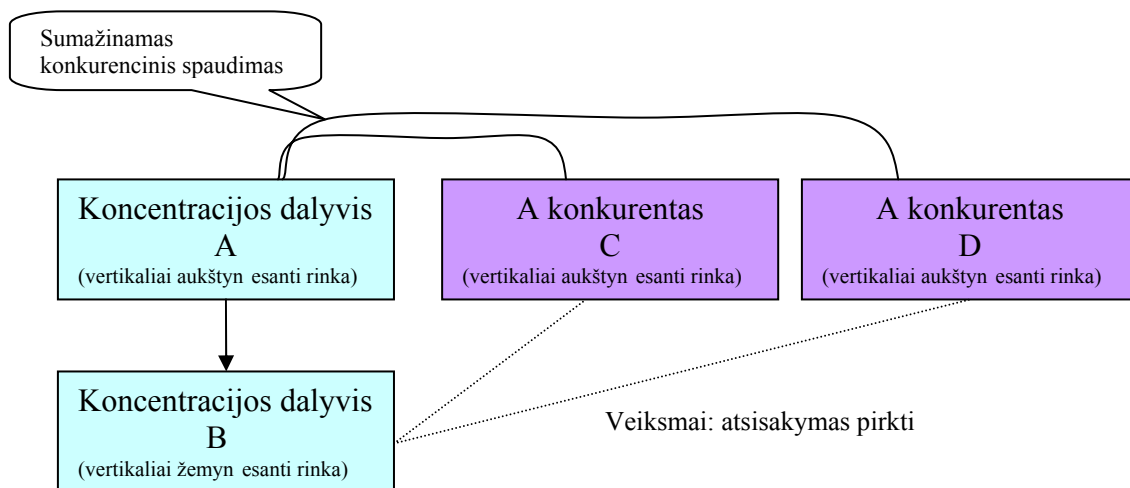 Sumažinamas
konkurencinis spaudimas
Koncentracijos dalyvis
A
(vertikaliai aukštyn esanti rinka)
A konkurentas
C
(vertikaliai aukštyn esanti rinka)
A konkurentas
D
(vertikaliai aukštyn esanti rinka)
Koncentracijos dalyvis
B
(vertikaliai žemyn esanti rinka)
Veiksmai: atsisakymas pirkti